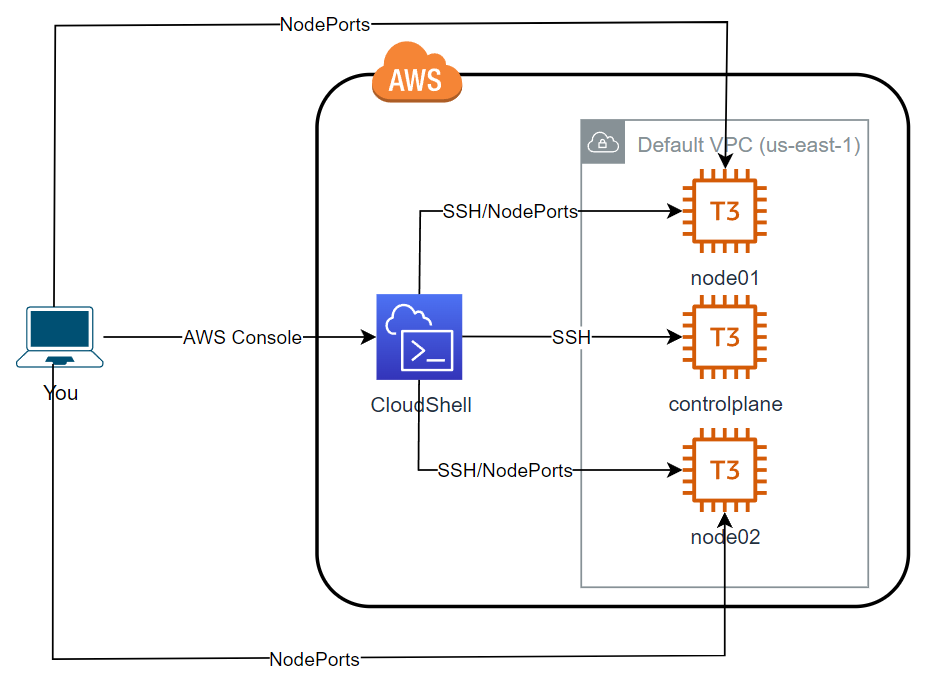 NodePorts
AWS
Default VPC (us-east-1)
T3
SSH/NodePorts
node01
AWS Console
SSH
T3
You
CloudShell
controlplane
SSH/NodePorts
T3
node02
NodePorts